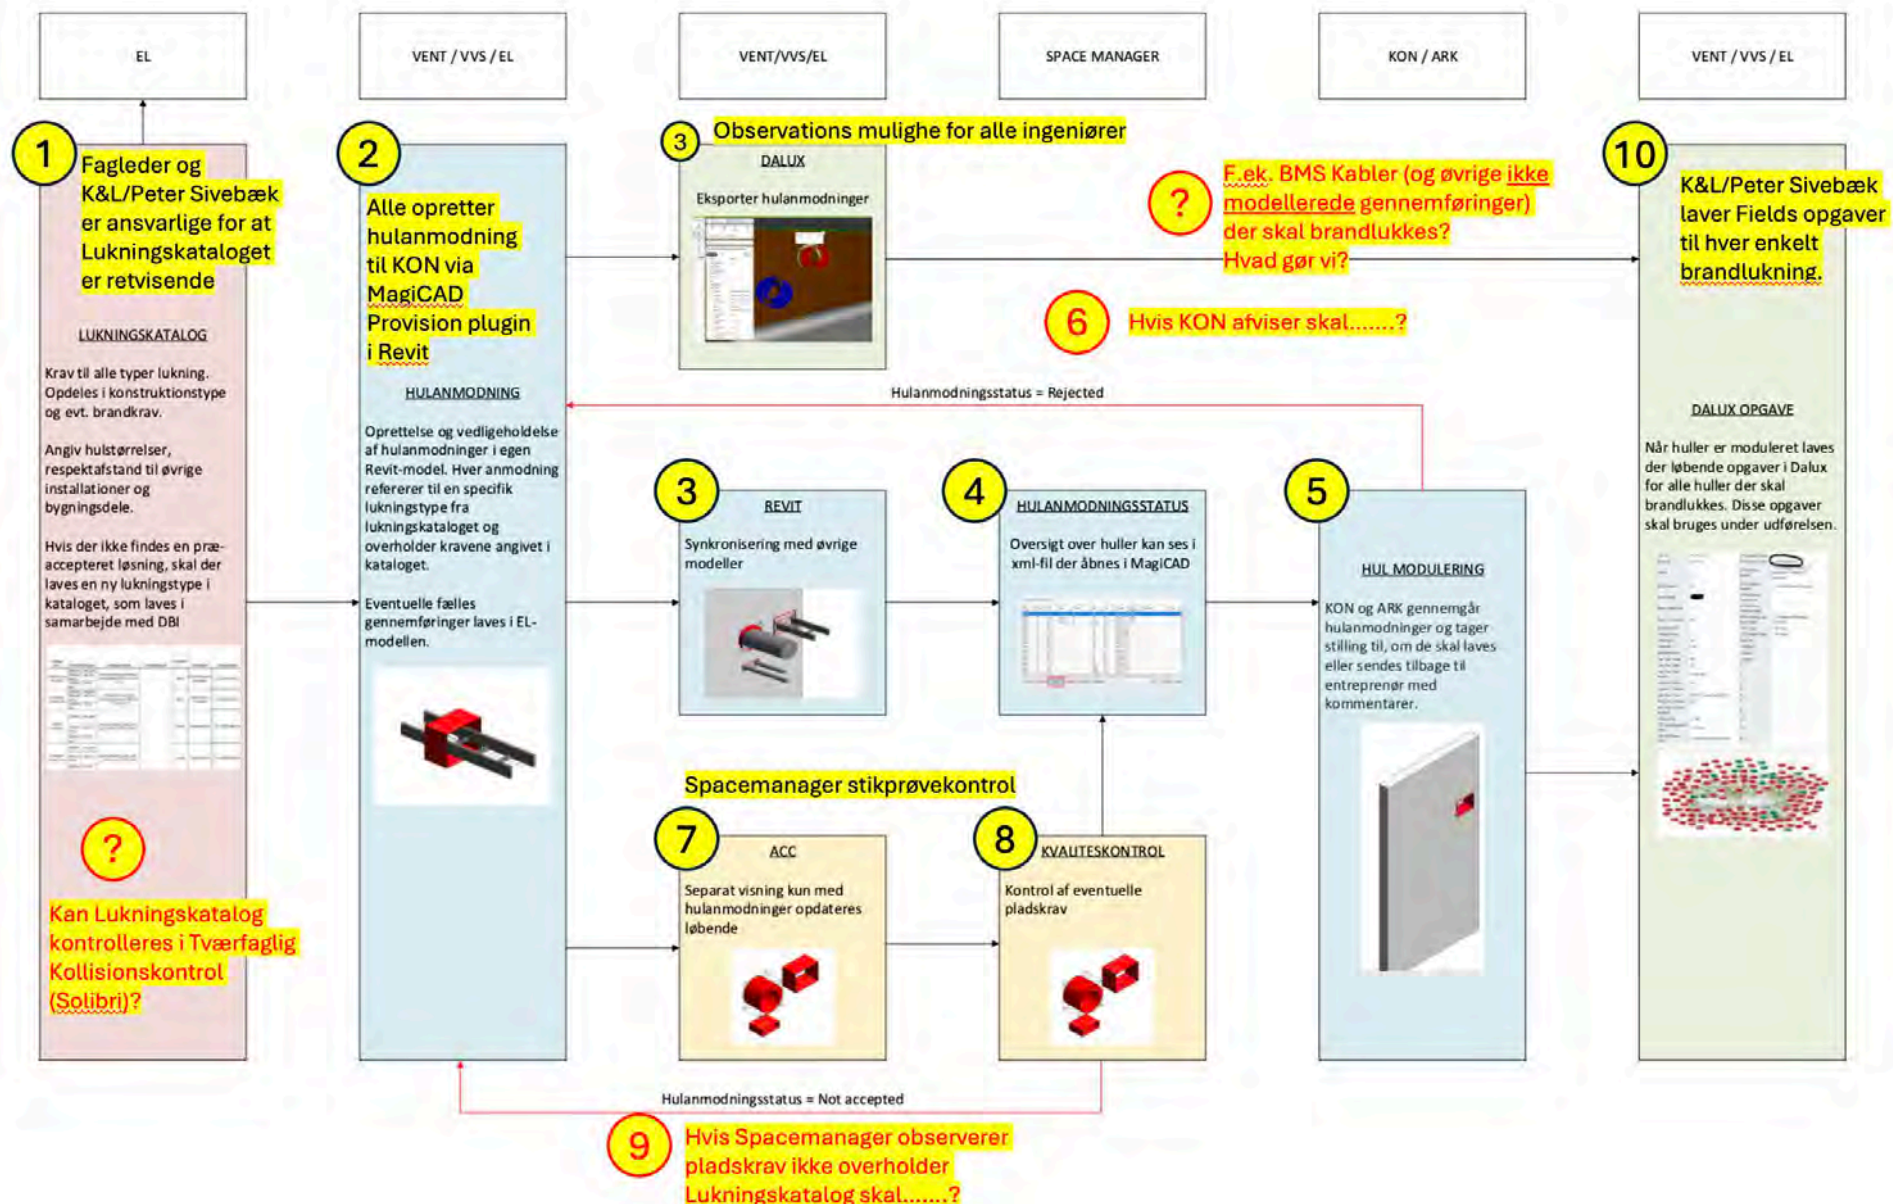 EL
VENT / VVS / EL
VENT/VVS/EL
SPACE MANAGER
KON / ARK
VENT / VVS / EL
1
Fagleder og
K&L/Peter Sivebæk
er ansvarlige for at
Lukningskataloget
er retvisende
LUKNINGSKATALOG
Krav til alle typer lukning.
Opdeles i konstruktionstype
og evt. brandkrav.
Angiv hulstørrelser,
respektafstand til øvrige
installationer og
bygningsdele.
Hvis der ikke findes en præ-
accepteret løsning, skal der
laves en ny lukningstype i
kataloget, som laves i
samarbejde med DBI
?
Kan Lukningskatalog
kontrolleres i Tværfaglig
Kollisionskontrol
(Solibri)?
2
Alle opretter
hulanmodning
til KON via
MagiCAD
Provision plugin
i Revit
HULANMODNING
Oprettelse og vedligeholdelse
af hulanmodninger i egen
Revit-model. Hver anmodning
refererer til en specifik
lukningstype fra
lukningskataloget og
overholder kravene angivet i
kataloget.
Eventuelle fælles
gennemføringer laves i EL-
modellen.
3
Observations mulighe for alle ingeniører
DALUX
Eksporter hulanmodninger
?
F.ek. BMS Kabler (og øvrige ikke
modellerede gennemføringer)
der skal brandlukkes?
Hvad gør vi?
6
Hvis KON afviser skal.......?
Hulanmodningsstatus = Rejected
3
REVIT
Synkronisering med øvrige
modeller
4
HULANMODNINGSSTATUS
Oversigt over huller kan ses i
xml-fil der åbnes i MagiCAD
5
HUL MODULERING
KON og ARK gennemgår
hulanmodninger og tager
stilling til, om de skal laves
eller sendes tilbage til
entreprenør med
kommentarer.
Spacemanager stikprøvekontrol
7
ACC
Separat visning kun med
hulanmodninger opdateres
løbende
8
KVALITESKONTROL
Kontrol af eventuelle
pladskrav
Hulanmodningsstatus = Not accepted
9
Hvis Spacemanager observerer
pladskrav ikke overholder
Lukningskatalog skal.......?
10
K&L/Peter Sivebæk
laver Fields opgaver
til hver enkelt
brandlukning.
DALUX OPGAVE
Når huller er moduleret laves
der løbende opgaver i Dalux
for alle huller der skal
brandlukkes. Disse opgaver
skal bruges under udførelsen.